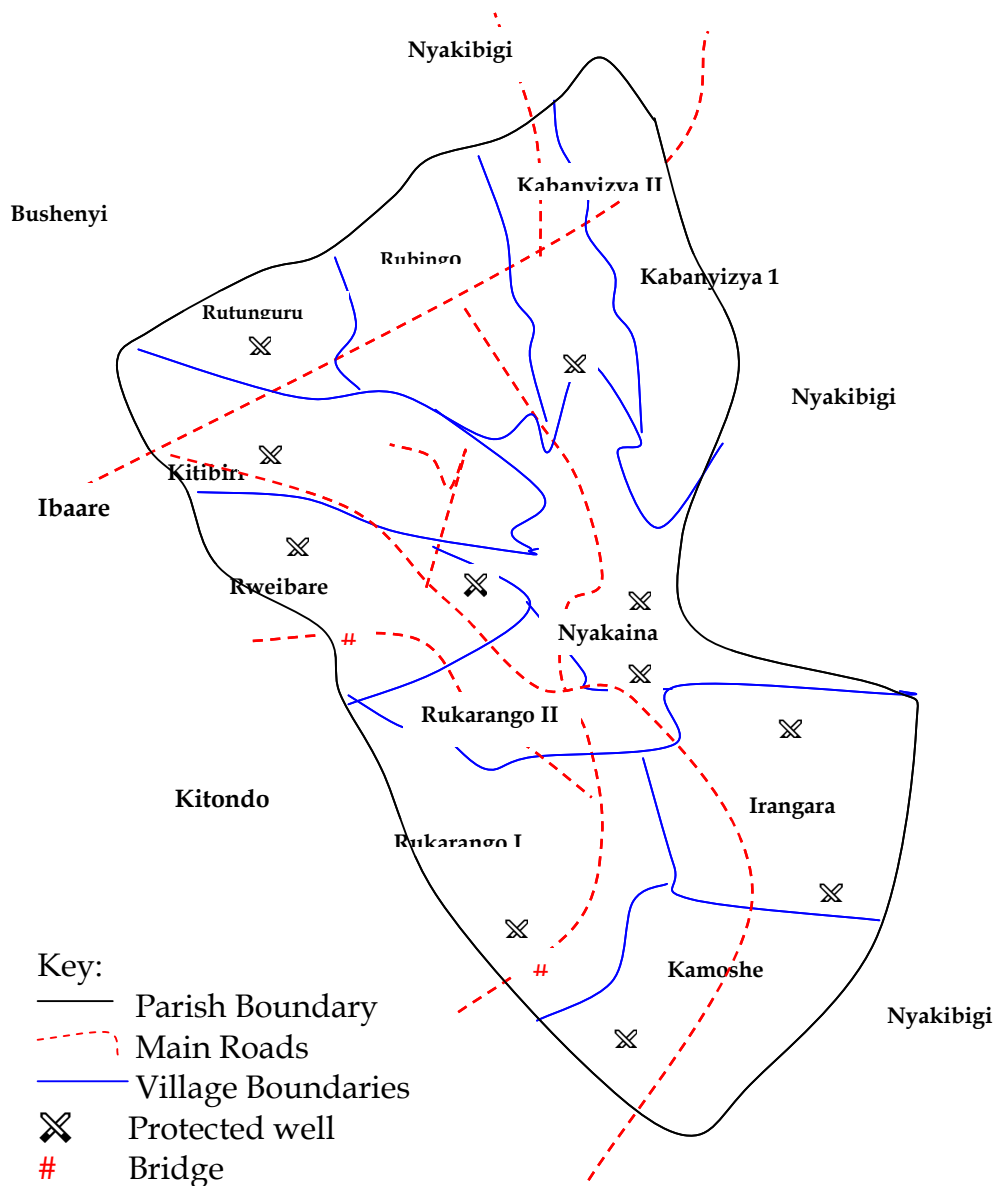 Nyakibigi
Kabanyizya II
Bushenyi
Rubingo
Kabanyizya 1
Rutunguru
Nyakibigi
Kitibiri
Ibaare
Rweibare
Nyakaina
Rukarango II
Kitondo
Irangara
Rukarango I
Kamoshe
Nyakibigi
Key:
Parish Boundary
Main Roads
Village Boundaries
Protected well
# Bridge